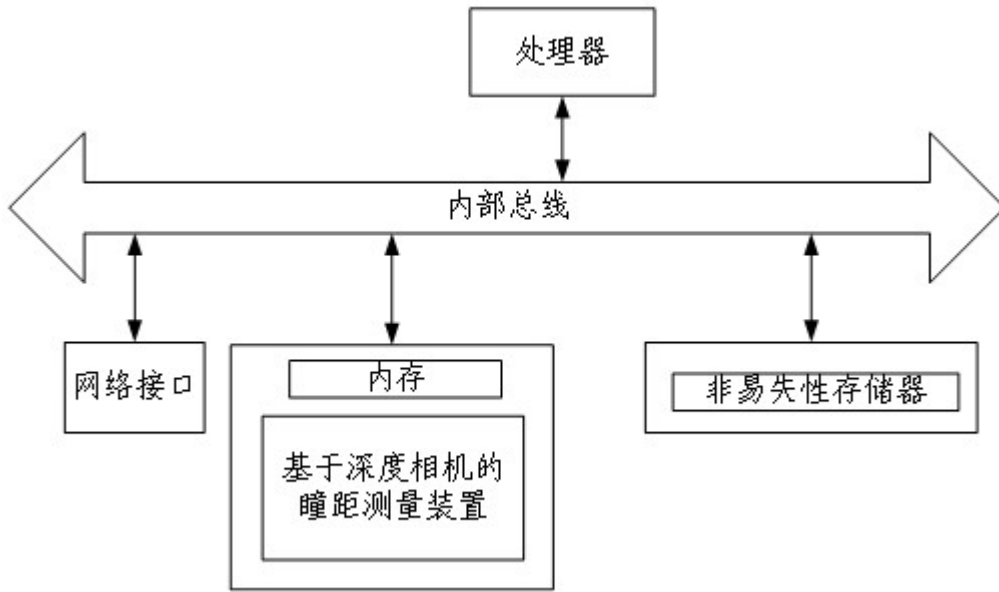 处理器
内部总线
网络接口
内存
非易失性存储器
基于深度相机的
瞳距测量装置